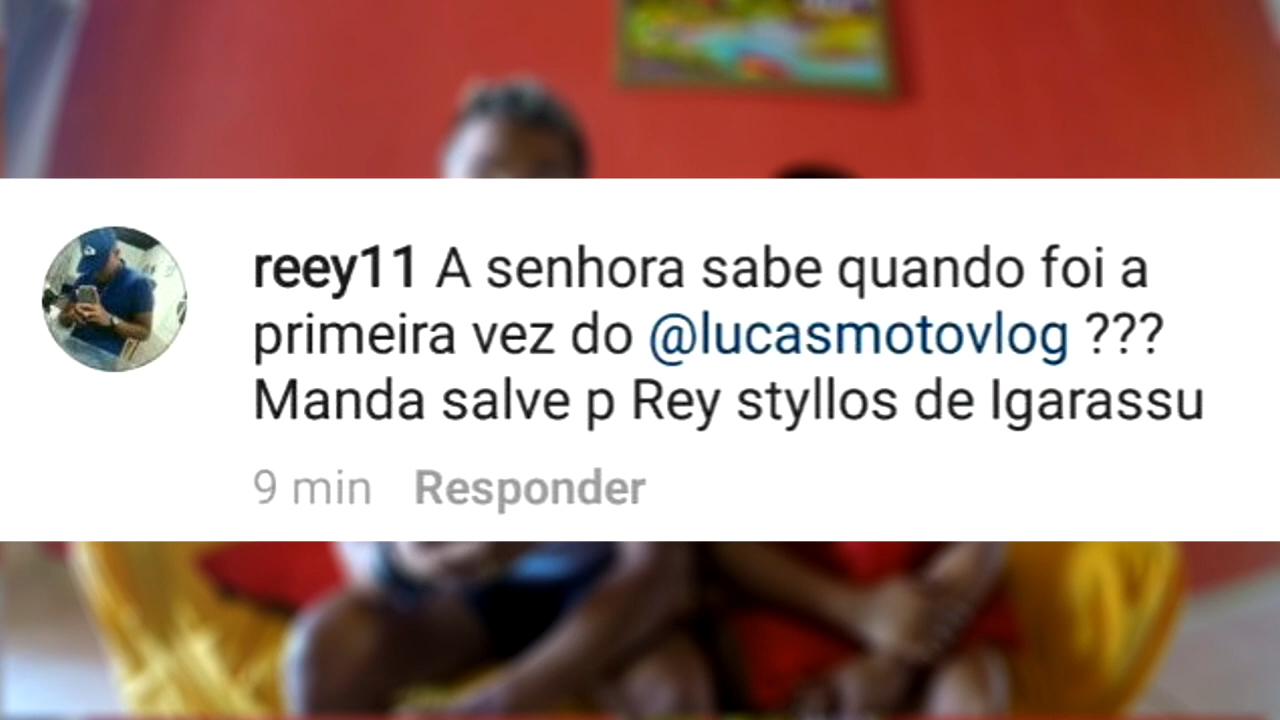 reey11 A senhora sabe quando foi a
primeira vez do @lucasmotovlog ???
Manda salve p Rey styllos de Igarassu
9 min Responder